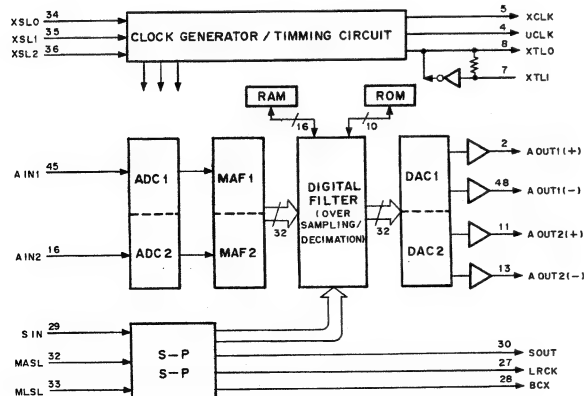 XSL0 34
XSL1 35
XSL2 36
CLOCK GENERATOR / TIMMING CIRCUIT
5 XCLK
4 UCLK
8 XTLO
7 XTLI
RAM
ROM
16
10
AIN1 45
AIN2 16
ADC1
ADC2
MAF1
MAF2
32
DIGITAL
FILTER
(OVER
SAMPLING/
DECIMATION)
32
DAC1
DAC2
2 AOUT1(+)
48 AOUT1(-)
11 AOUT2(+)
13 AOUT2(-)
SIN 29
MASL 32
MLSL 33
S-P
S-P
30 SOUT
27 LRCK
28 BCX